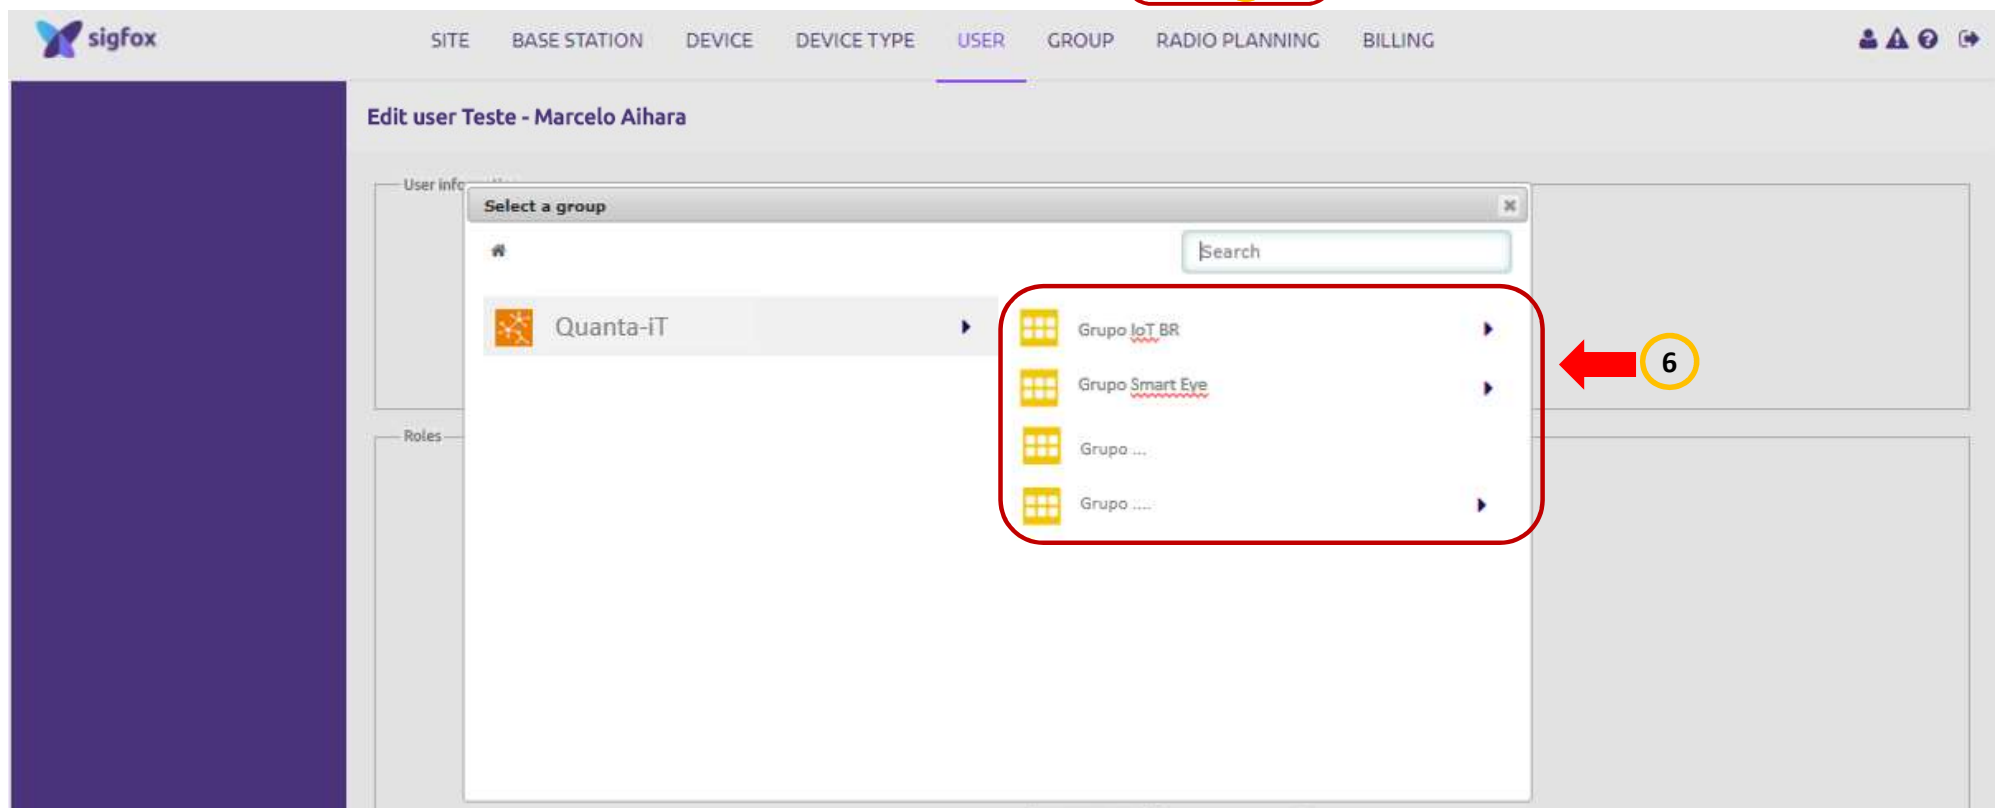 sigfox
SITE BASE STATION DEVICE DEVICE TYPE USER GROUP RADIO PLANNING BILLING
Edit user Teste - Marcelo Aihara
User
Select a group
Search
Quanta-iT
Grupo IoT BR
Grupo Smart Eye
6
Grupo ...
Roles
Grupo ....